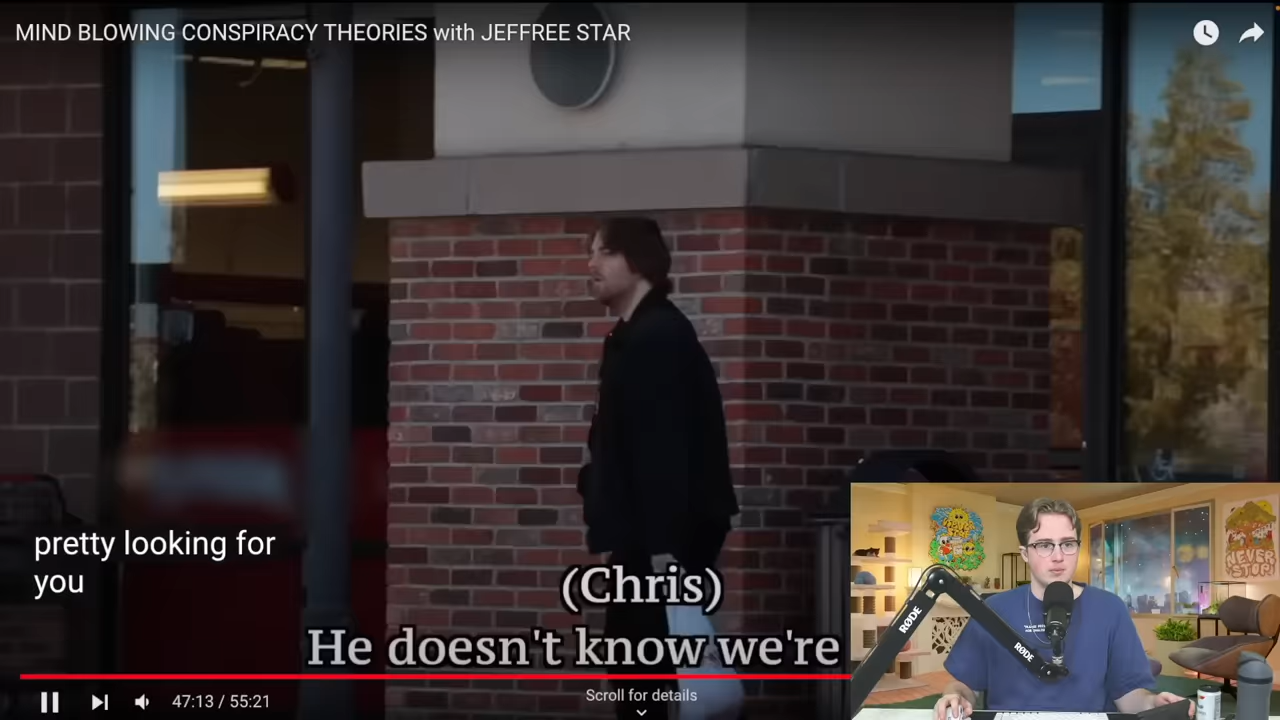 MIND BLOWING CONSPIRACY THEORIES with JEFFREE STAR
pretty looking for
you
(Chris)
He doesn't know we're
47:13 / 55:21
Scroll for details
RØDE
RØDE
NEVER
STOP!